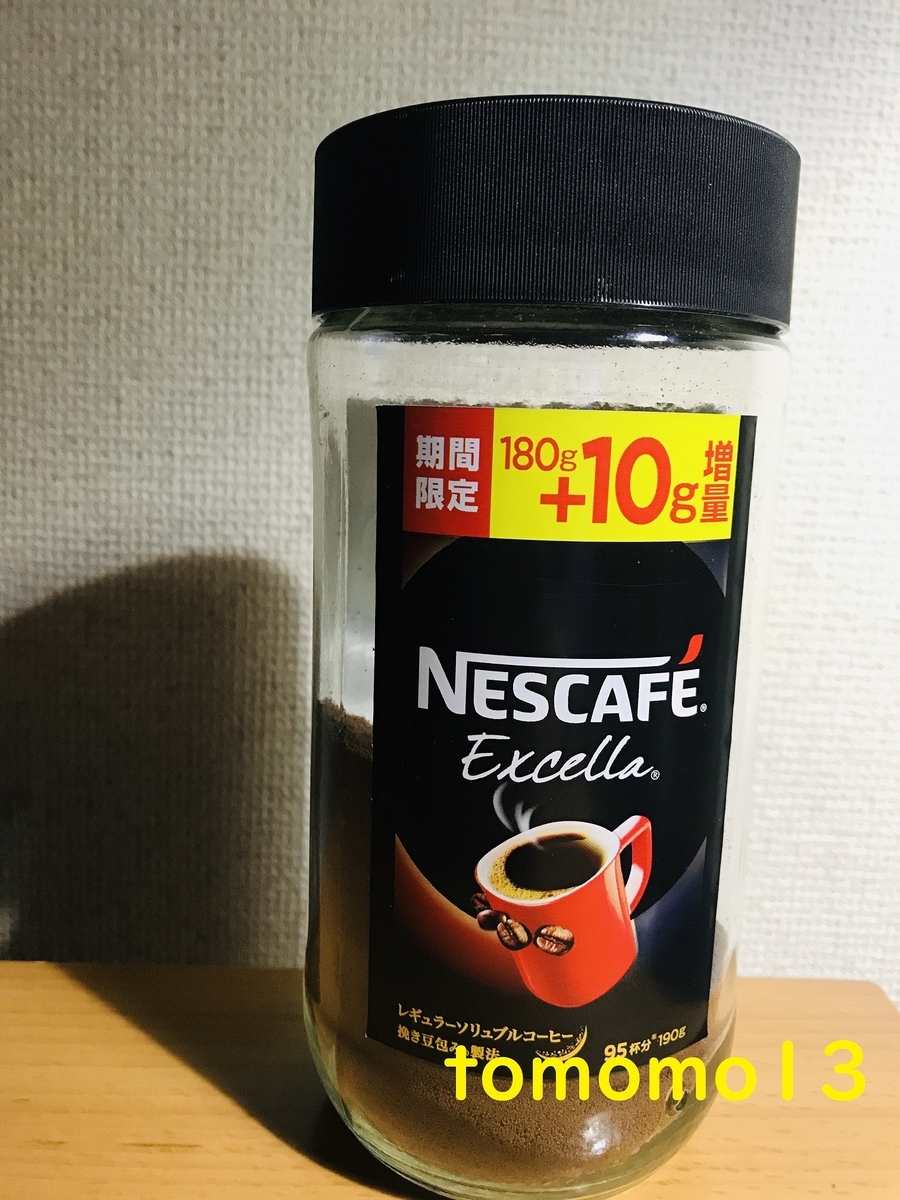 期間
限定
180g
+10g
増量
NESCAFÉ®
Excella®
レギュラーソリュブルコーヒー
挽き豆包み製法
95杯分※190g
tomomo13